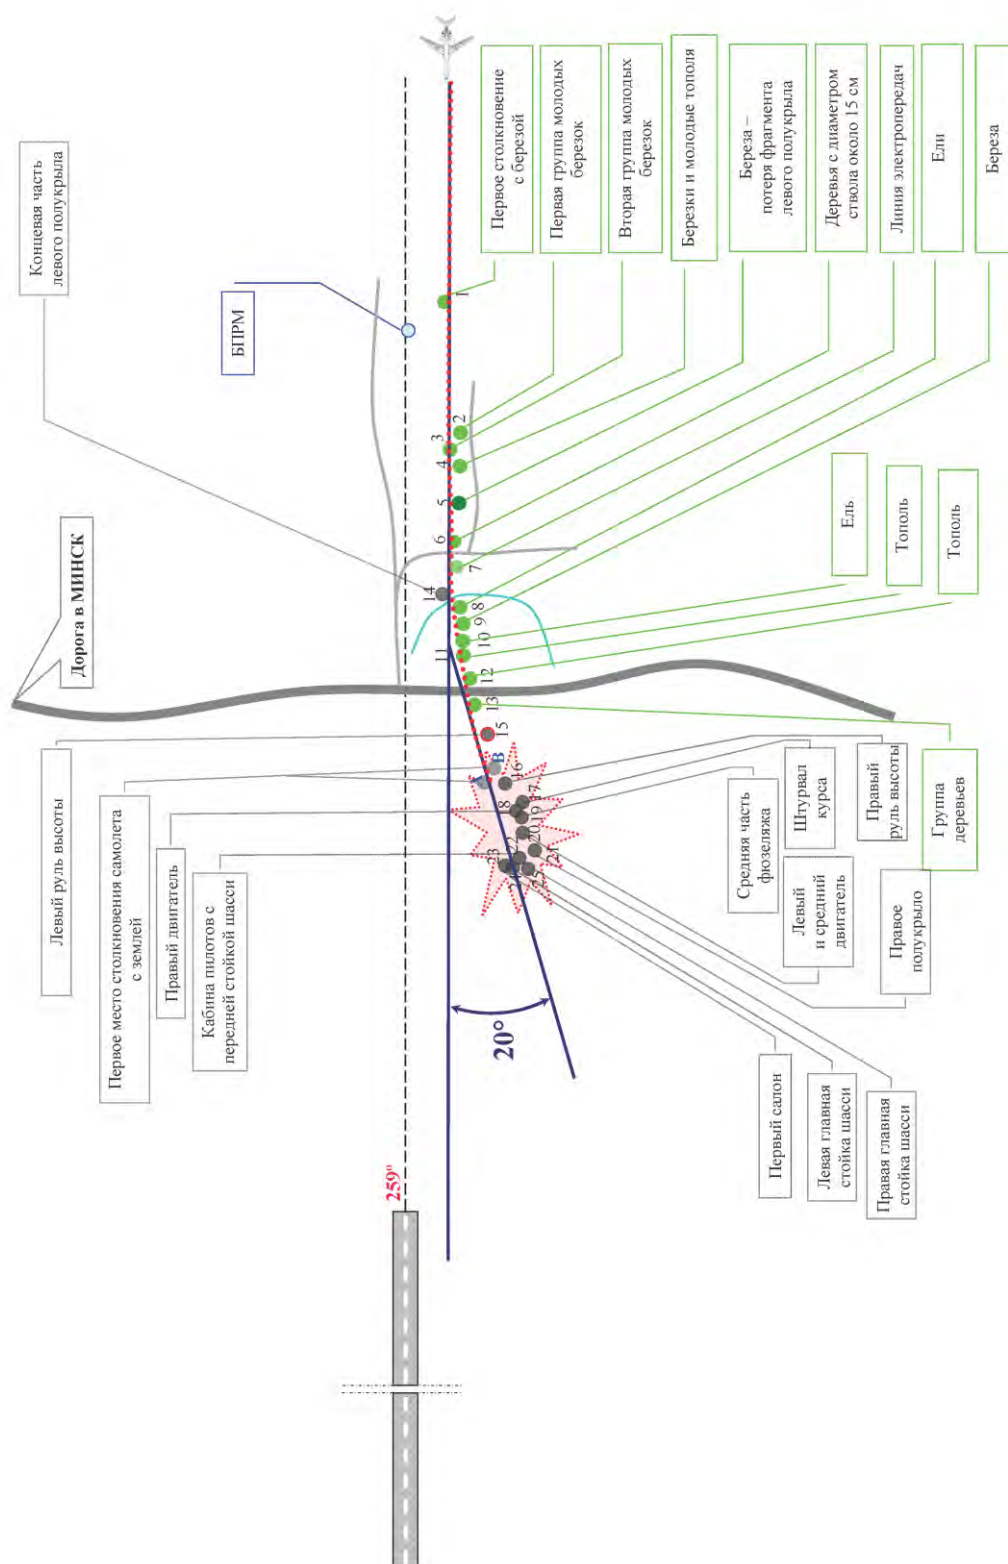 Концевая часть
левого полукрыла
БПРМ
Дорога в МИНСК
Первое столкновение
с березой
Первая группа молодых
березок
Вторая группа молодых
березок
Березки и молодые тополя
Береза –
потеря фрагмента
левого полукрыла
Деревья с диаметром
ствола около 15 см
Линия электропередач
Ели
Береза
Ель
Тополь
Тополь
Группа
деревьев
1
2
3
4
5
6
7
14
8
9
10
11
12
13
15
B
16
17
18
19
20
21
22
23
25
Левый руль высоты
Первое место столкновения самолета
с землей
Правый двигатель
Кабина пилотов с
передней стойкой шасси
Средняя часть
фюзеляжа
Штурвал
курса
Правый
руль высоты
Левый
и средний
двигатель
Правое
полукрыло
Первый салон
Левая главная
стойка шасси
Правая главная
стойка шасси
20°
259°